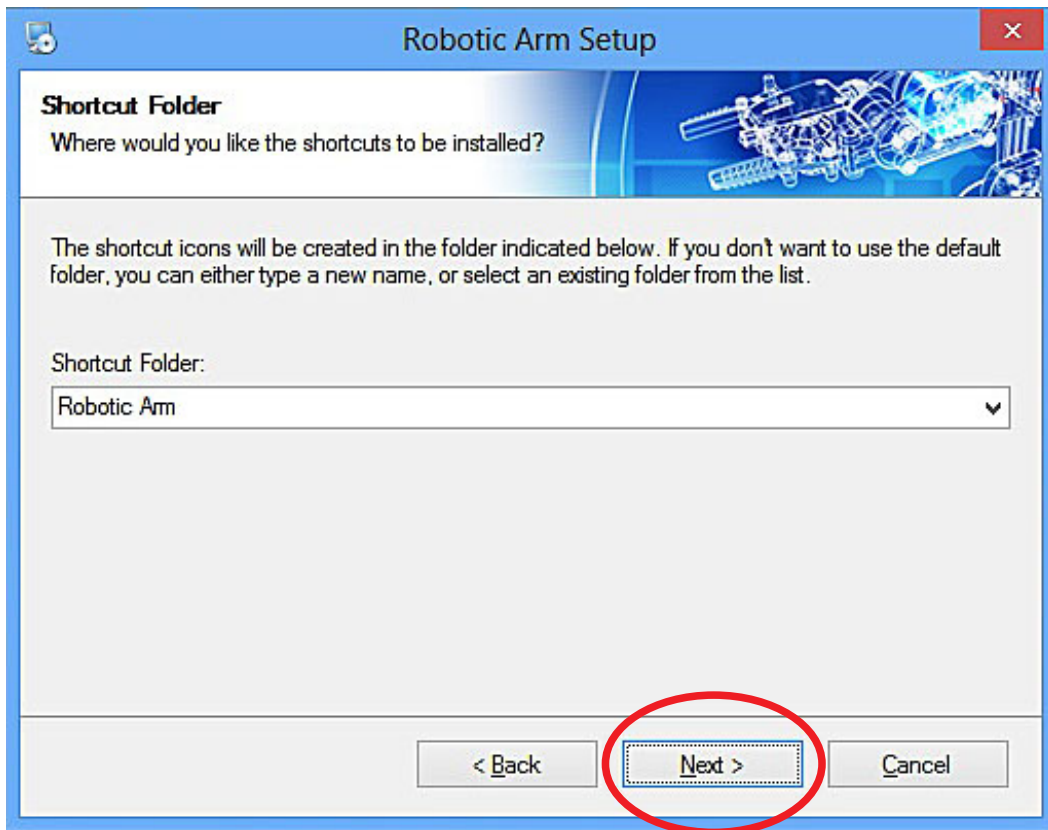 Robotic Arm Setup
Shortcut Folder
Where would you like the shortcuts to be installed?
The shortcut icons will be created in the folder indicated below. If you don't want to use the default
folder, you can either type a new name, or select an existing folder from the list.
Shortcut Folder:
Robotic Arm
< Back
Next >
Cancel